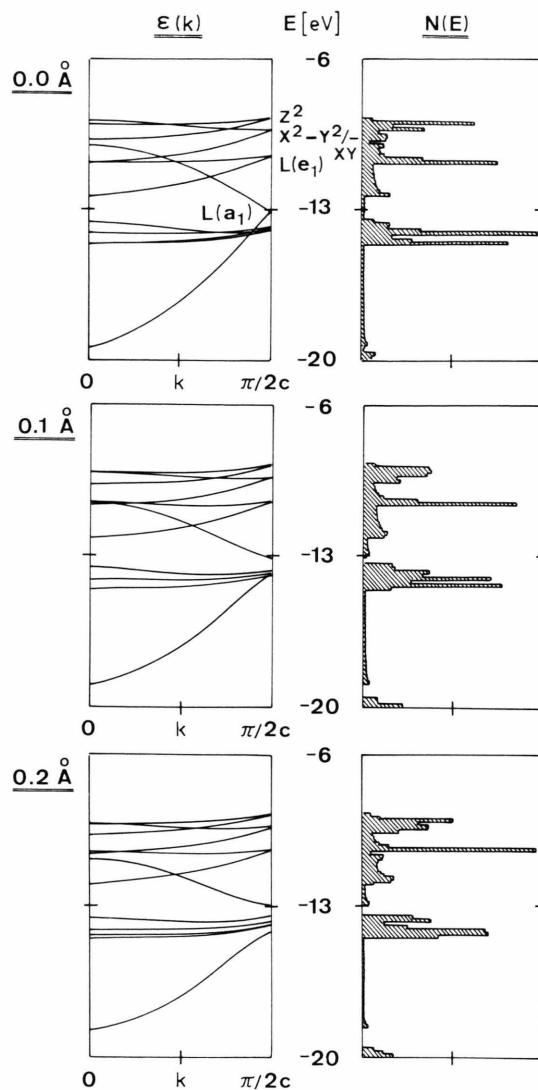 ε(k) E[eV] N(E)
0.0 Å
-6
Z²
X²-Y²/-
XY
L(e₁)
L(a₁)
-13
-20
0 k π/2c
0.1 Å
-6
-13
-20
0 k π/2c
0.2 Å
-6
-13
-20
0 k π/2c